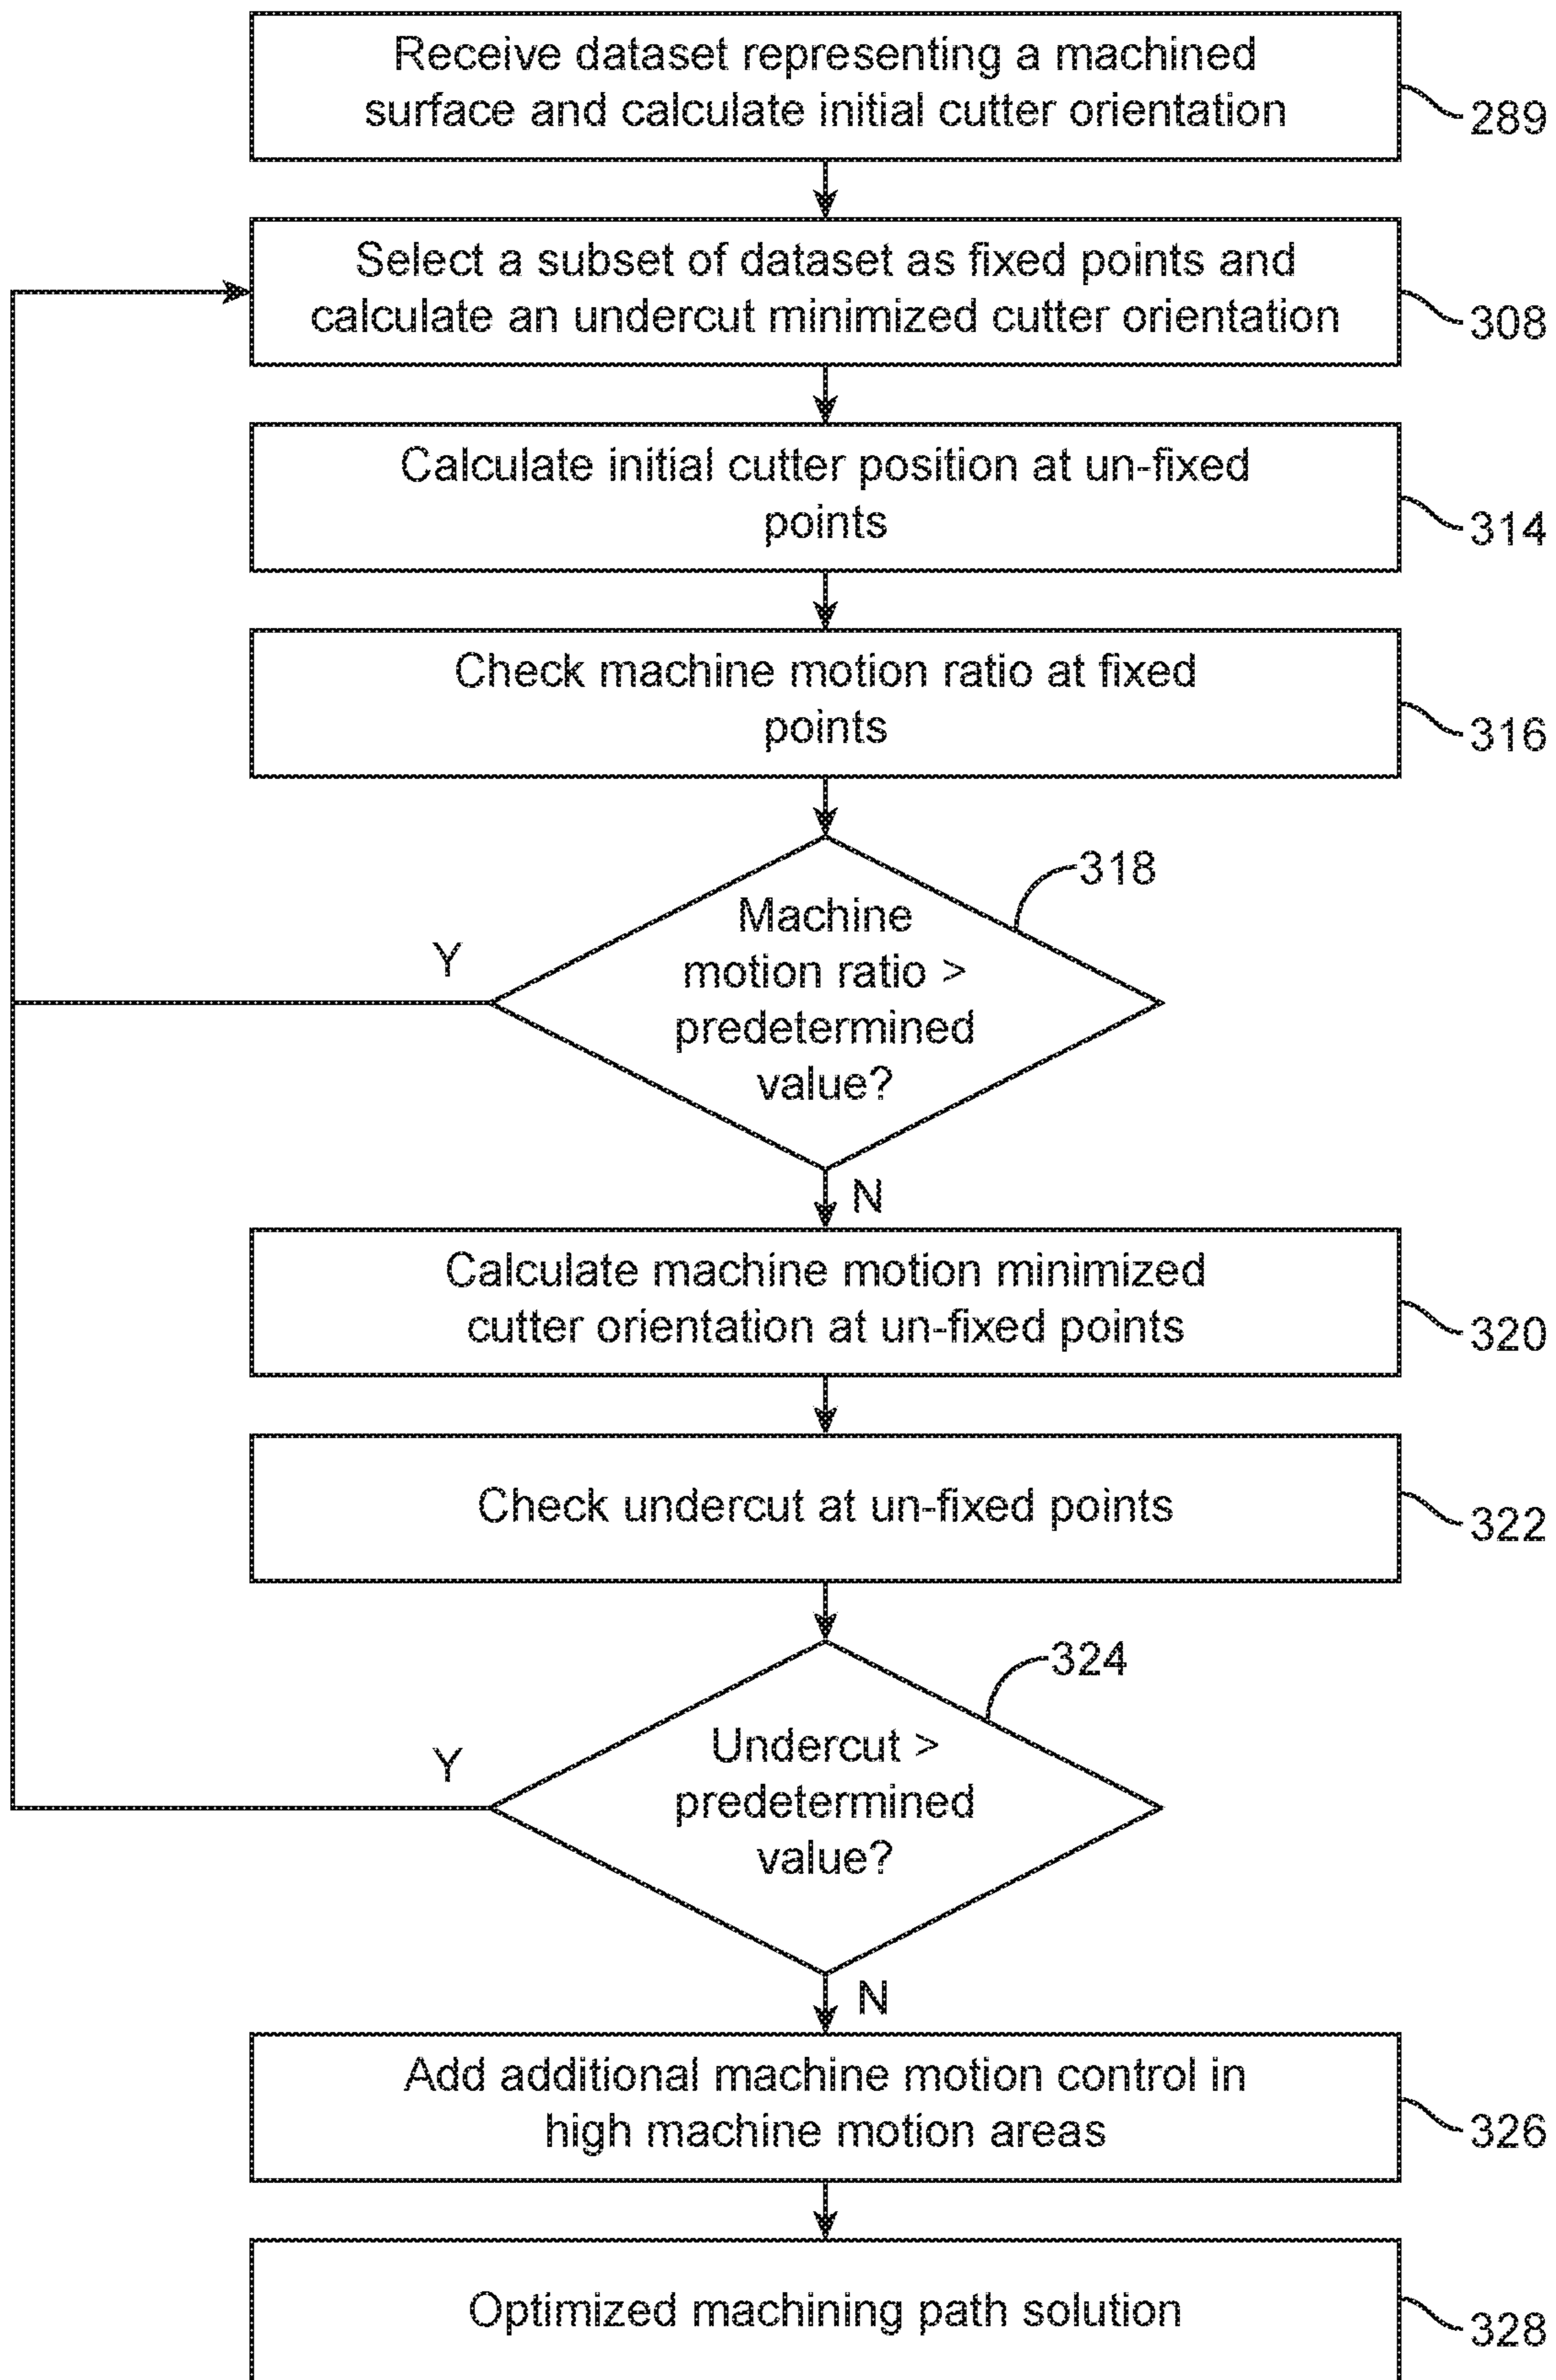 Receive dataset representing a machined
surface and calculate initial cutter orientation
289
Select a subset of dataset as fixed points and
calculate an undercut minimized cutter orientation
308
Calculate initial cutter position at un-fixed
points
314
Check machine motion ratio at fixed
points
316
318
Machine
motion ratio >
predetermined
value?
Y
N
Calculate machine motion minimized
cutter orientation at un-fixed points
320
Check undercut at un-fixed points
322
324
Undercut >
predetermined
value?
Y
N
Add additional machine motion control in
high machine motion areas
326
Optimized machining path solution
328